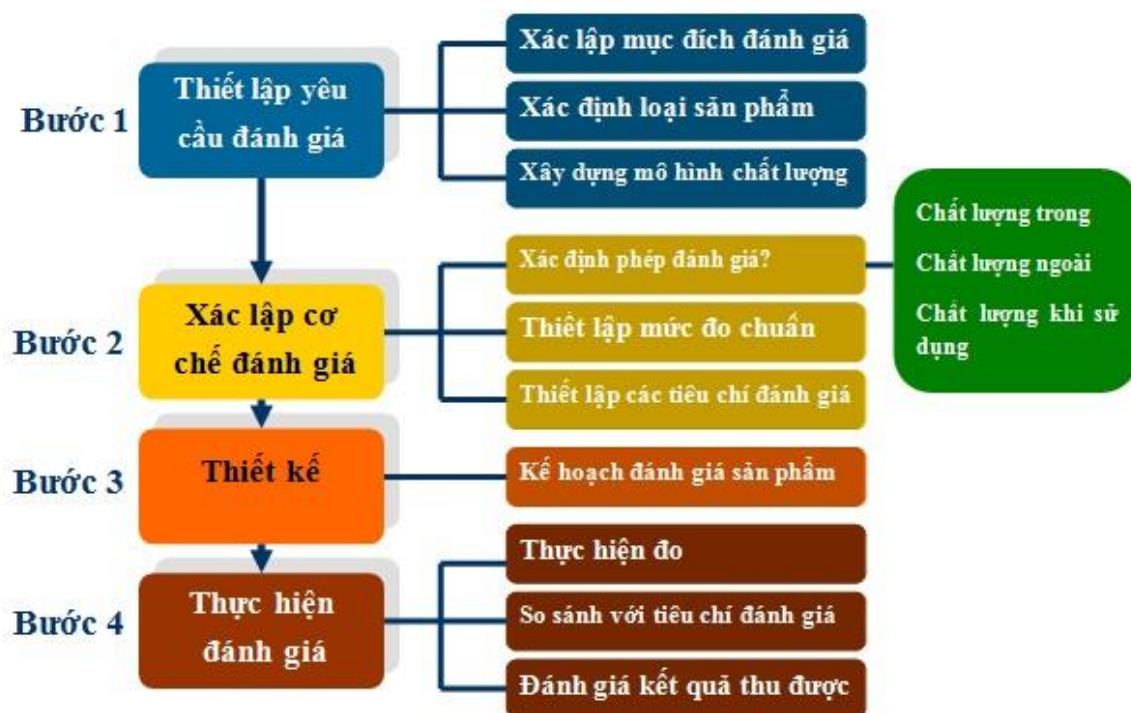 Bước 1
Thiết lập yêu
cầu đánh giá
Xác lập mục đích đánh giá
Xác định loại sản phẩm
Xây dựng mô hình chất lượng
Bước 2
Xác lập cơ
chế đánh giá
Xác định phép đánh giá?
Thiêt lập mức đo chuẩn
Thiết lập các tiêu chí đánh giá
Chất lượng trong
Chất lượng ngoài
Chất lượng khi sử
dụng
Bước 3
Thiết kế
Kế hoạch đánh giá sản phẩm
Bước 4
Thực hiện
đánh giá
Thực hiện đo
So sánh với tiêu chí đánh giá
Đánh giá kết quả thu được